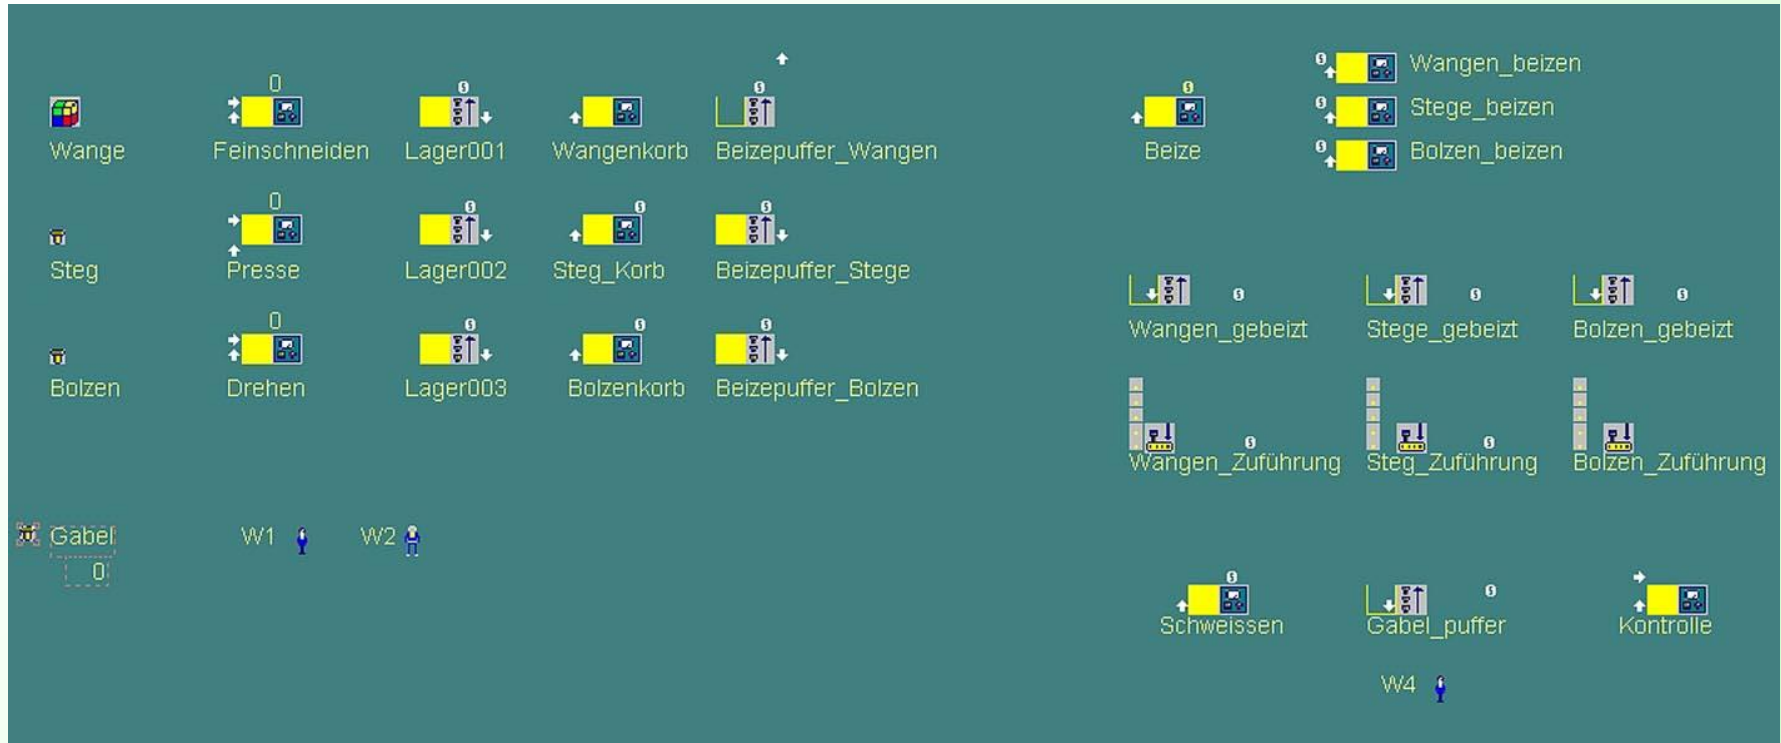 Wangen_beizen
0
Wange Feinschneiden Lager001 Wangenkorb Beizepuffer_Wangen Beize
Stege_beizen
Bolzen_beizen
0
Steg Presse Lager002 Steg_Korb Beizepuffer_Stege
0
Wangen_gebeizt Stege_gebeizt Bolzen_gebeizt
Bolzen Drehen Lager003 Bolzenkorb Beizepuffer_Bolzen
Wangen_Zuführung Steg_Zuführung Bolzen_Zuführung
Gabel W1 W2
0
Schweissen Gabel_puffer Kontrolle
W4